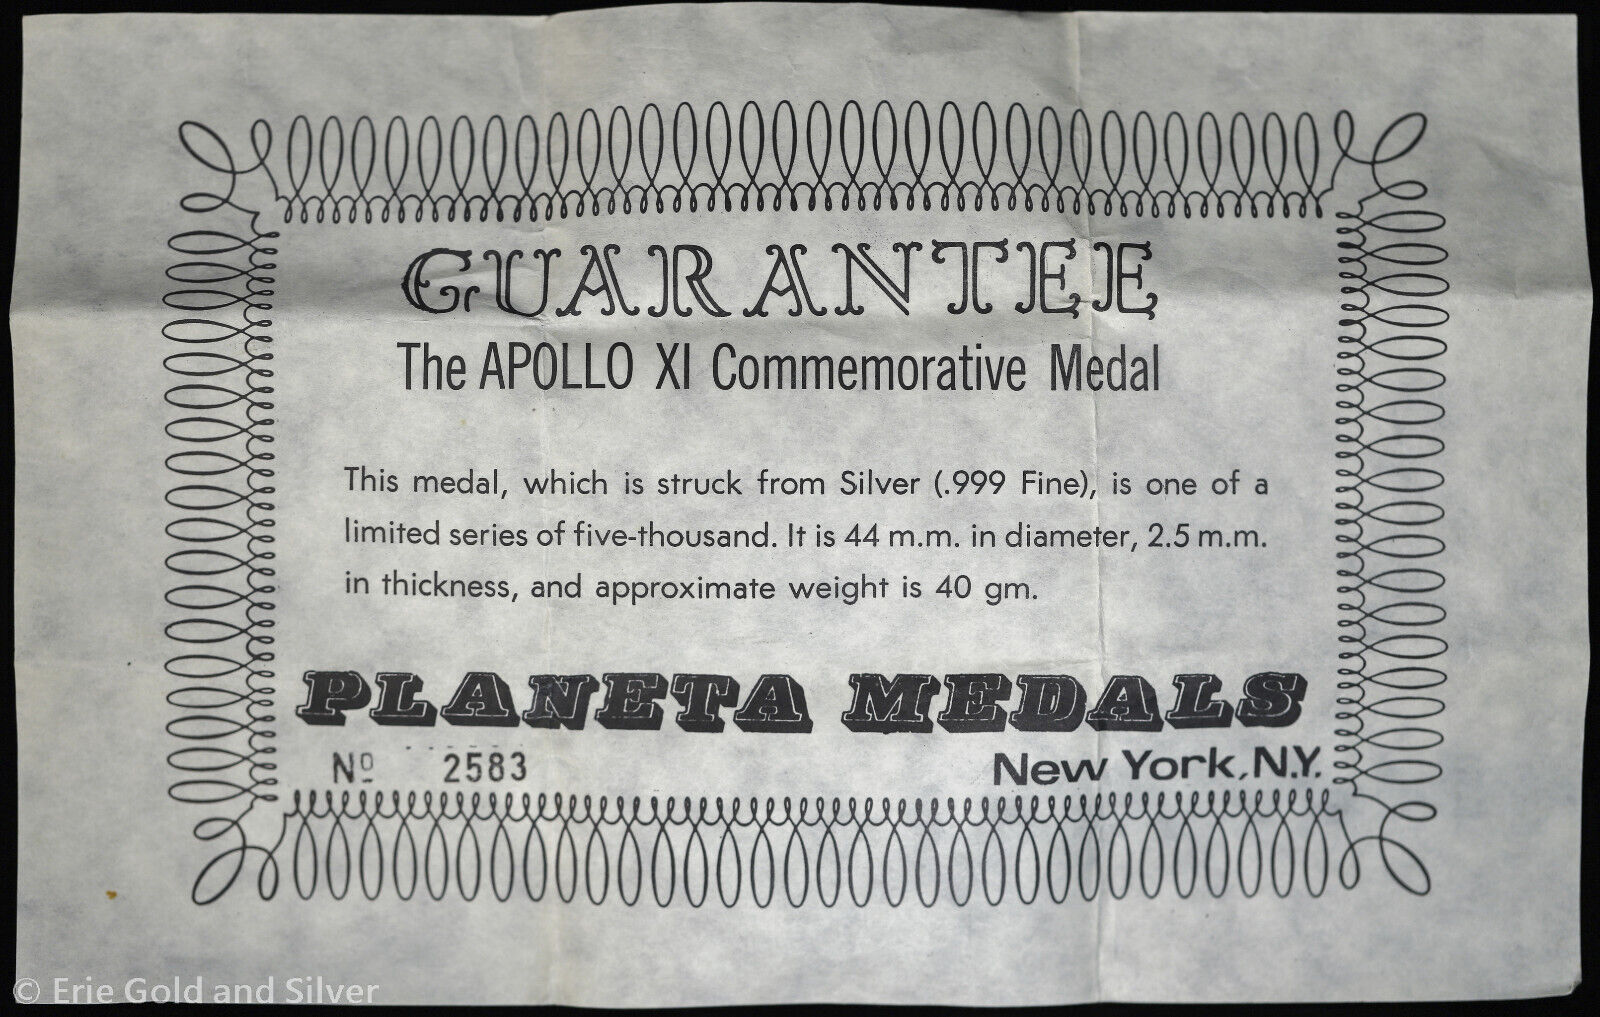 GUARANTEE
The APOLLO XI Commemorative Medal
This medal, which is struck from Silver (.999 Fine), is one of a
limited series of five-thousand. It is 44 m.m. in diameter, 2.5 m.m.
in thickness, and approximate weight is 40 gm.
PLANETA MEDALS
Nº 2583
New York, N.Y.
© Erie Gold and Silver